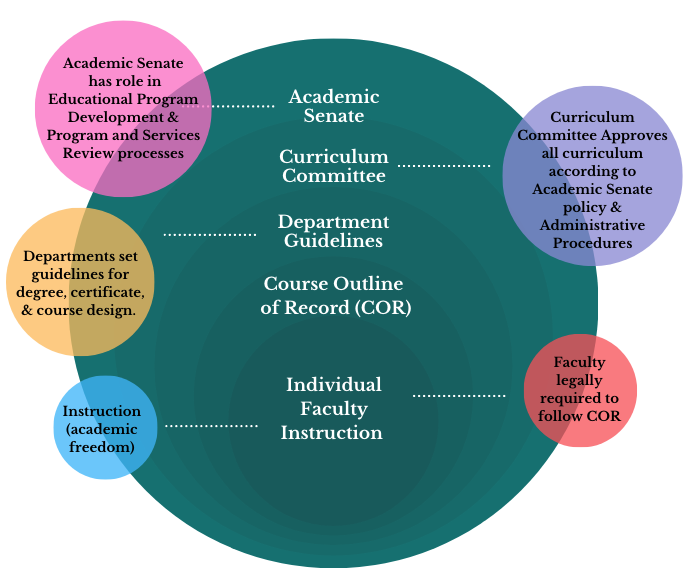 Academic Senate
has role in
Educational Program
Development &
Program and Services
Review processes
Academic
Senate
Curriculum
Committee
Curriculum
Committee Approves
all curriculum
according to
Academic Senate
policy &
Administrative
Procedures
Department
Guidelines
Departments set
guidelines for
degree, certificate,
& course design.
Course Outline
of Record (COR)
Individual
Faculty
Instruction
Faculty
legally
required to
follow COR
Instruction
(academic
freedom)